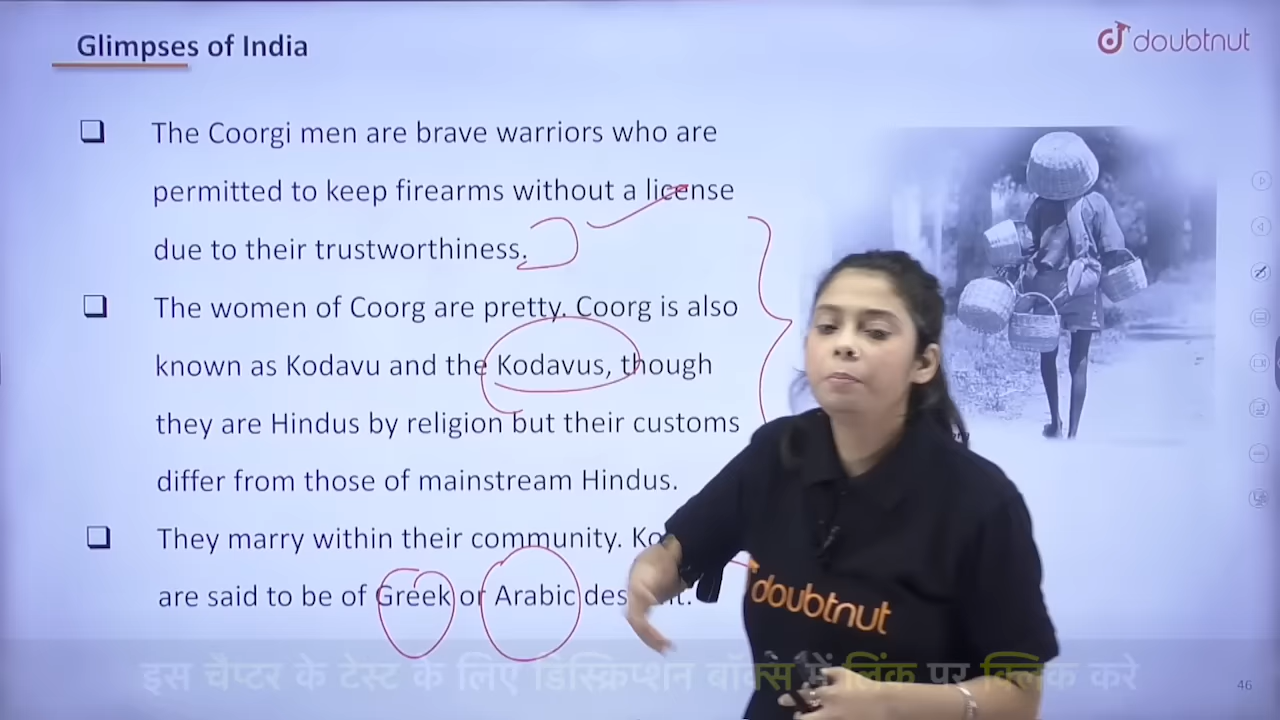 Glimpses of India
doubtnut
The Coorgi men are brave warriors who are
permitted to keep firearms without a license
due to their trustworthiness.
The women of Coorg are pretty. Coorg is also
known as Kodavu and the Kodavus, though
they are Hindus by religion but their customs
differ from those of mainstream Hindus.
They marry within their community.
are said to be of Greek or Arabic
doubtnut
इस चैप्टर के टेस्ट के लिए डिस्क्रिप्शन बॉक्स में लिंक पर क्लिक करे
46